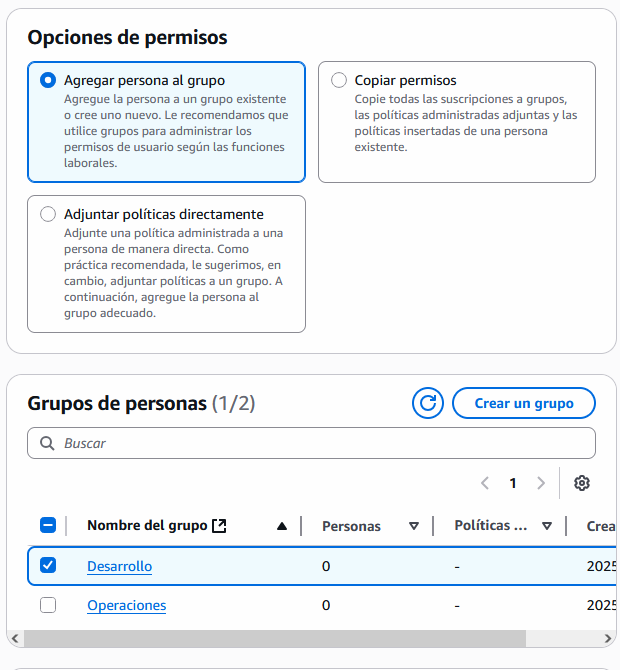 Opciones de permisos
Agregar persona al grupo
Agregue la persona a un grupo existente
o cree uno nuevo. Le recomendamos que
utilice grupos para administrar los
permisos de usuario según las funciones
laborales.
Copiar permisos
Copie todas las suscripciones a grupos,
las políticas administradas adjuntas y las
políticas insertadas de una persona
existente.
Adjuntar políticas directamente
Adjunte una política administrada a una
persona de manera directa. Como
práctica recomendada, le sugerimos, en
cambio, adjuntar políticas a un grupo. A
continuación, agregue la persona al
grupo adecuado.
Grupos de personas (1/2)
Crear un grupo
Buscar
1
Nombre del grupo Personas Políticas ... Crea
Desarrollo 0 - 2025
Operaciones 0 - 2025